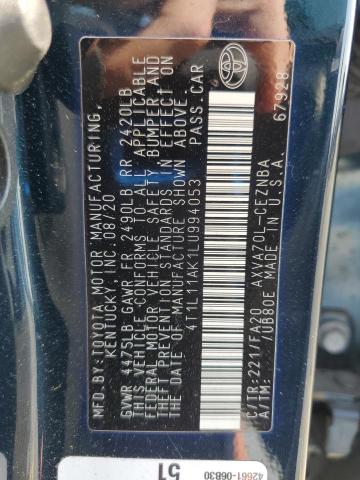 MFD.BY:TOYOTA MOTOR MANUFACTURING,
KENTUCKY, INC. 08/20
GVWR 4475LB GAWR FR 2490LB RR 2420LB
THIS VEHICLE CONFORMS TO ALL APPLICABLE
FEDERAL MOTOR VEHICLE SAFETY BUMPER AND
THEFT PREVENTION STANDARDS IN EFFECT ON
THE DATE OF MANUFACTURE SHOWN ABOVE.
4T1L11AK1LU994053 PASS.CAR
C/TR:221/FA20 AXVA70L-CEZNBA
A/TM: /UB80E MADE IN U.S.A. 67928
TOYOTA
42661-06B30
51